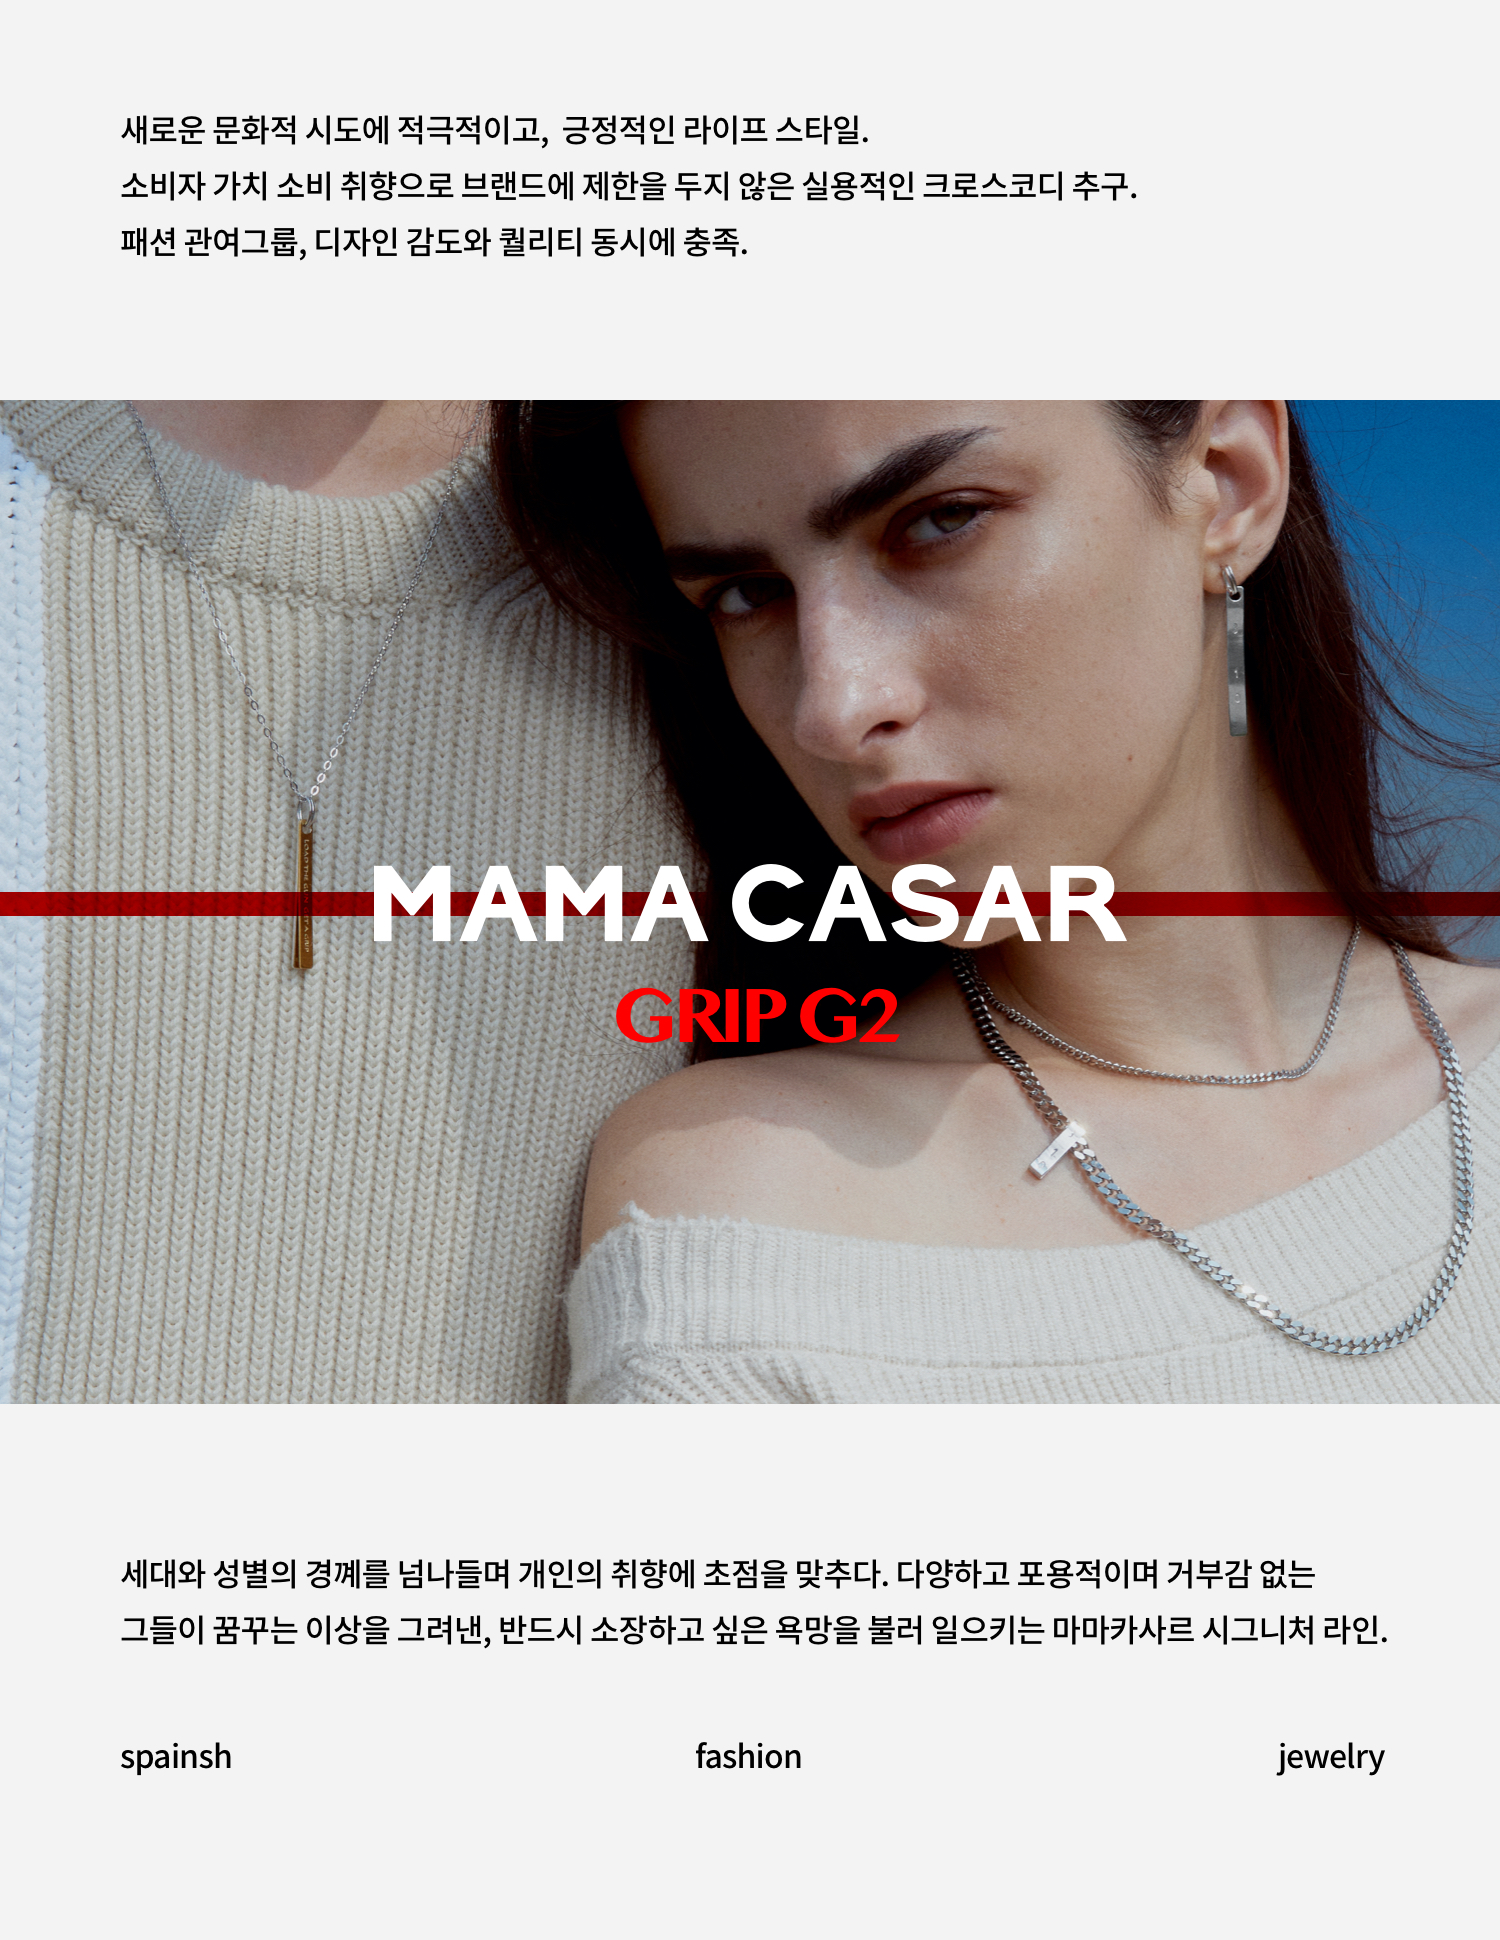 새로운 문화적 시도에 적극적이고, 긍정적인 라이프 스타일.
소비자 가치 소비 취향으로 브랜드에 제한을 두지 않은 실용적인 크로스코디 추구.
패션 관여그룹, 디자인 감도와 퀄리티 동시에 충족.
MAMA CASAR
GRIP G2
세대와 성별의 경꼐를 넘나들며 개인의 취향에 초점을 맞추다. 다양하고 포용적이며 거부감 없는
그들이 꿈꾸는 이상을 그려낸, 반드시 소장하고 싶은 욕망을 불러 일으키는 마마카사르 시그니처 라인.
spainsh fashion jewelry